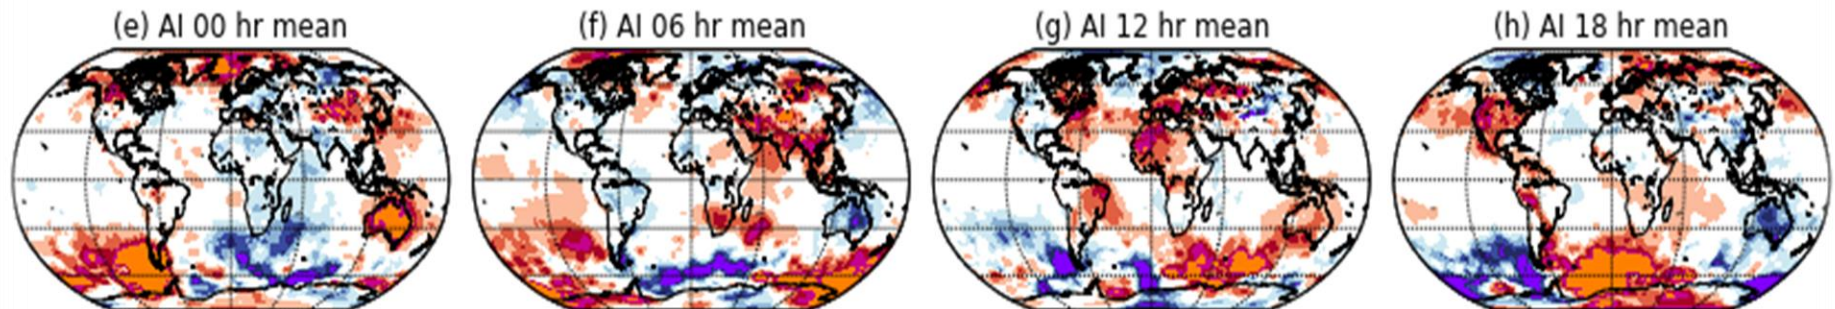 (e) AI 00 hr mean
(f) AI 06 hr mean
(g) AI 12 hr mean
(h) AI 18 hr mean